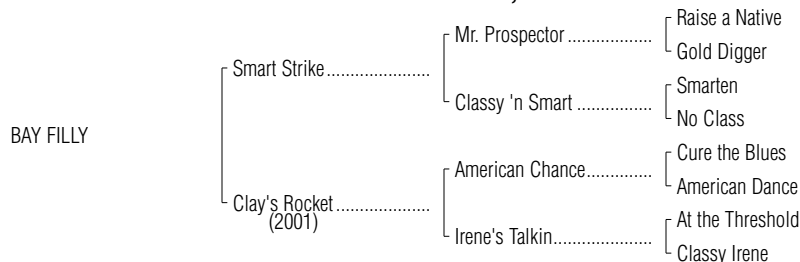 Raise a Native
Mr. Prospector ..................
Gold Digger
Smart Strike ......................
Smarten
Classy 'n Smart ................
No Class
BAY FILLY
Cure the Blues
American Chance..............
American Dance
Clay's Rocket ....................
(2001)
At the Threshold
Irene's Talkin.....................
Classy Irene